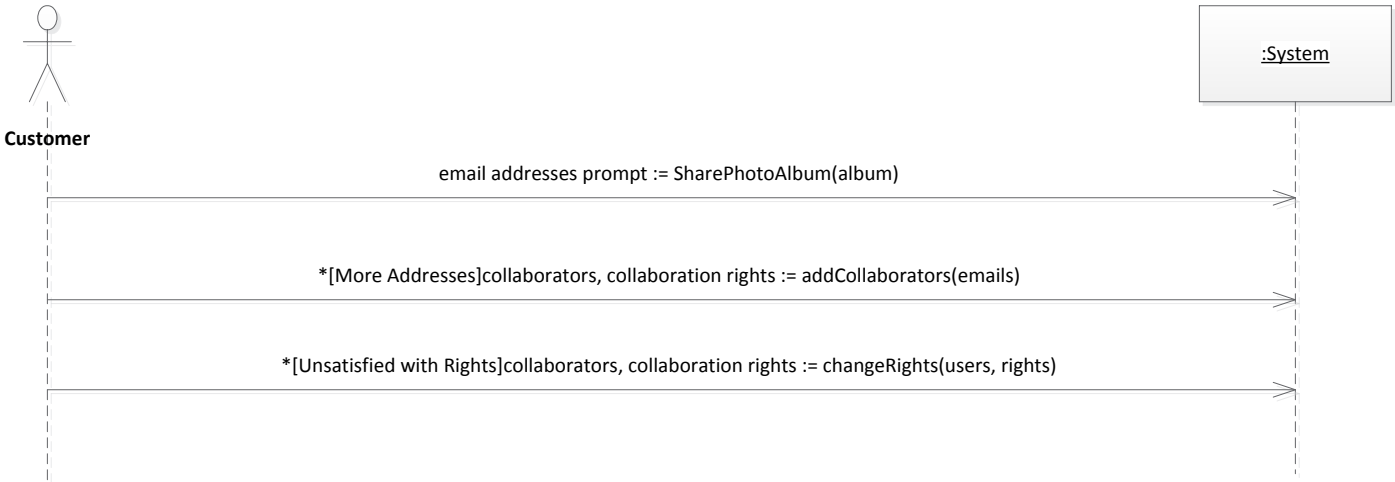 :System
Customer
email addresses prompt := SharePhotoAlbum(album)
*[More Addresses]collaborators, collaboration rights := addCollaborators(emails)
*[Unsatisfied with Rights]collaborators, collaboration rights := changeRights(users, rights)